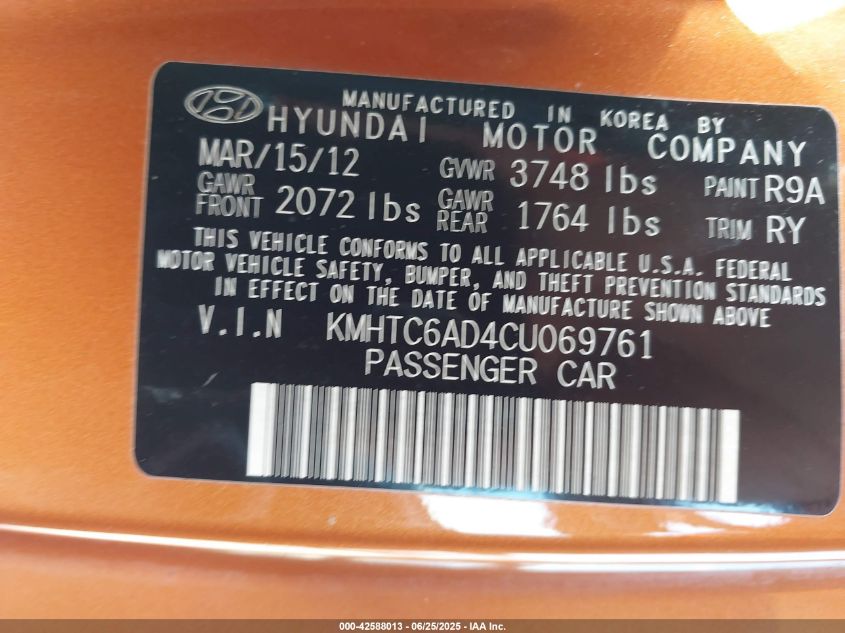 MANUFACTURED IN KOREA BY
HYUNDAI MOTOR COMPANY
MAR/15/12 GVWR 3748 lbs PAINT R9A
GAWR FRONT 2072 lbs GAWR REAR 1764 lbs TRIM RY
THIS VEHICLE CONFORMS TO ALL APPLICABLE U.S.A. FEDERAL
MOTOR VEHICLE SAFETY, BUMPER, AND THEFT PREVENTION STANDARDS
IN EFFECT ON THE DATE OF MANUFACTURE SHOWN ABOVE
V.I.N KMHTC6AD4CU069761
PASSENGER CAR
000-42588013 - 06/25/2025 - IAA Inc.